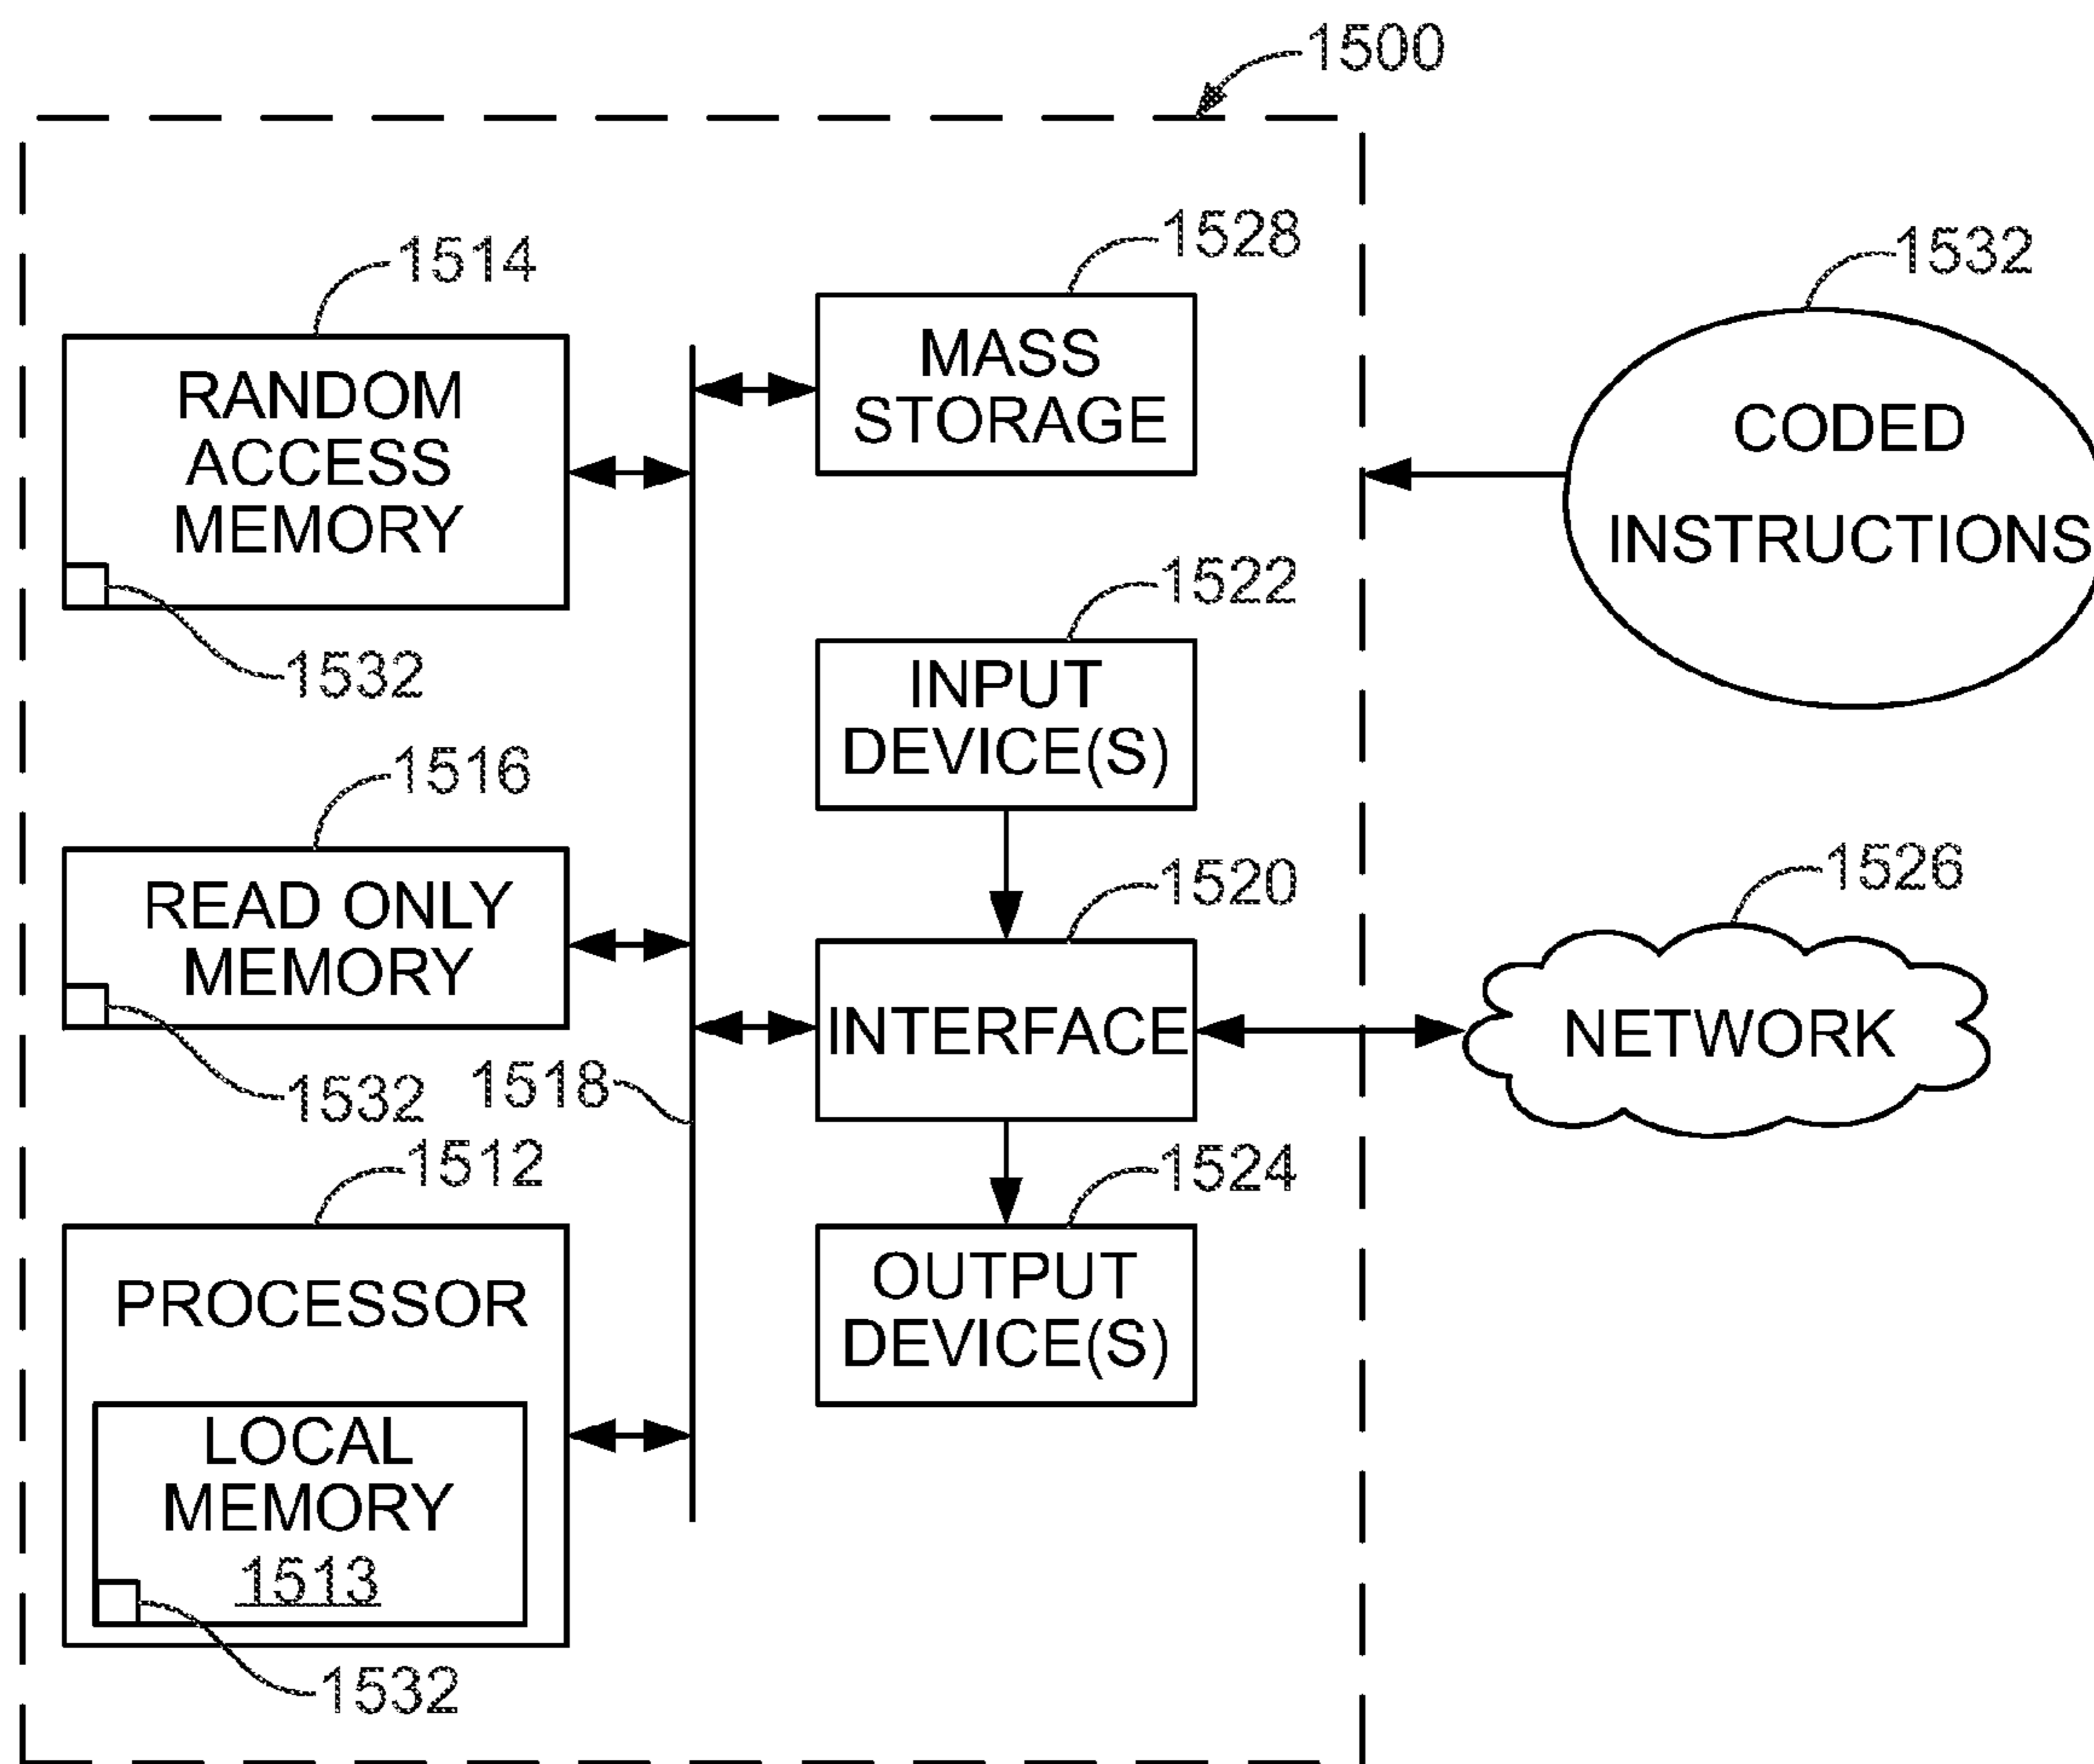 1500
1514
RANDOM
ACCESS
MEMORY
1532
1528
MASS
STORAGE
1532
CODED
INSTRUCTIONS
1522
INPUT
DEVICE(S)
1516
READ ONLY
MEMORY
1532
1518
1520
INTERFACE
1526
NETWORK
1512
PROCESSOR
LOCAL
MEMORY
1513
1532
1524
OUTPUT
DEVICE(S)